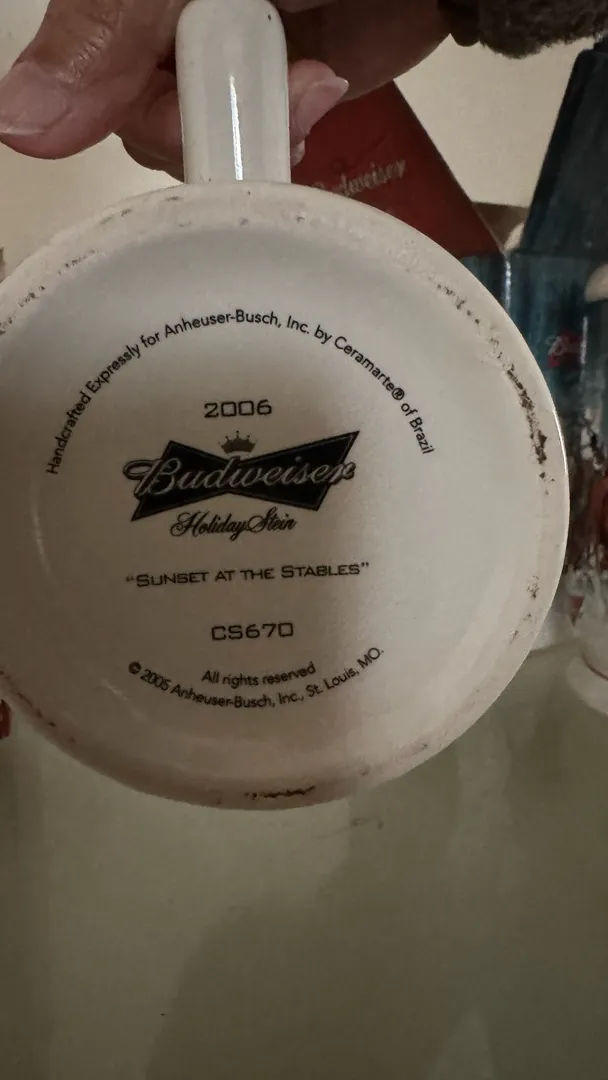 Budweiser
Handcrafted Expressly for Anheuser-Busch, Inc. by Ceramarte® of Brazil
2006
Budweiser
Holiday Stein
“SUNSET AT THE STABLES”
CS670
All rights reserved
© 2005 Anheuser-Busch, Inc., St. Louis, MO.